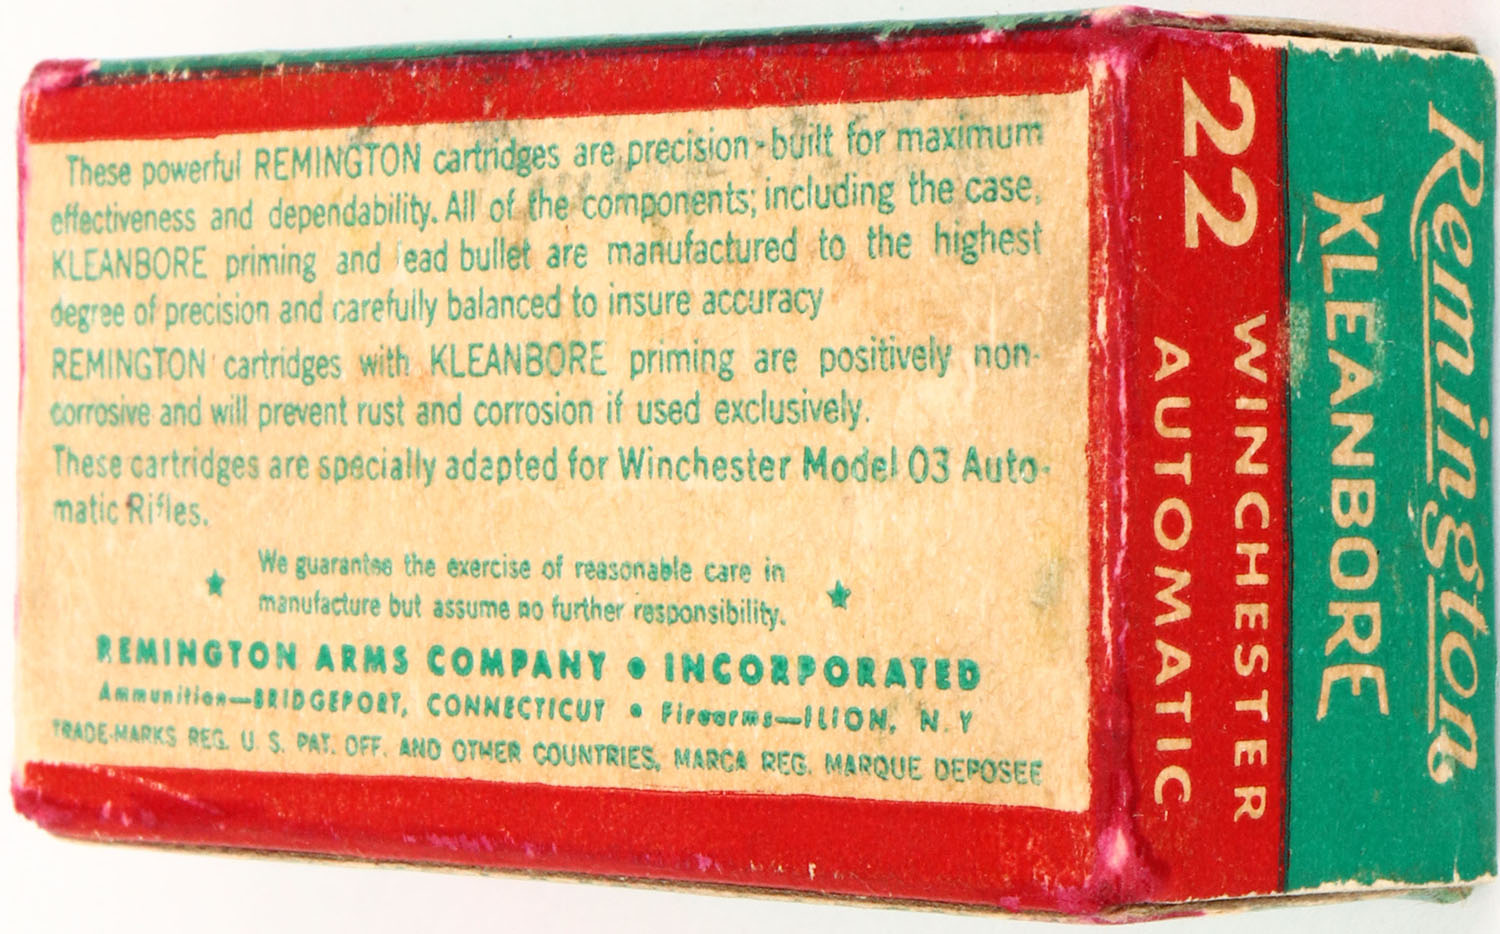 These powerful REMINGTON cartridges are precision-built for maximum
effectiveness and dependability. All of the components; including the case,
KLEANBORE priming and lead bullet are manufactured to the highest
degree of precision and carefully balanced to insure accuracy
REMINGTON cartridges with KLEANBORE priming are positively non-
corrosive and will prevent rust and corrosion if used exclusively.
These cartridges are specially adapted for Winchester Model 03 Auto-
matic Rifles.
We guarantee the exercise of reasonable care in
manufacture but assume no further responsibility.
REMINGTON ARMS COMPANY • INCORPORATED
Ammunition—BRIDGEPORT, CONNECTICUT • Firearms—ILION, N.Y
TRADE-MARKS REG. U. S. PAT. OFF. AND OTHER COUNTRIES, MARCA REG. MARQUE DEPOSEE
Remington
KLEANBORE
22 WINCHESTER
AUTOMATIC